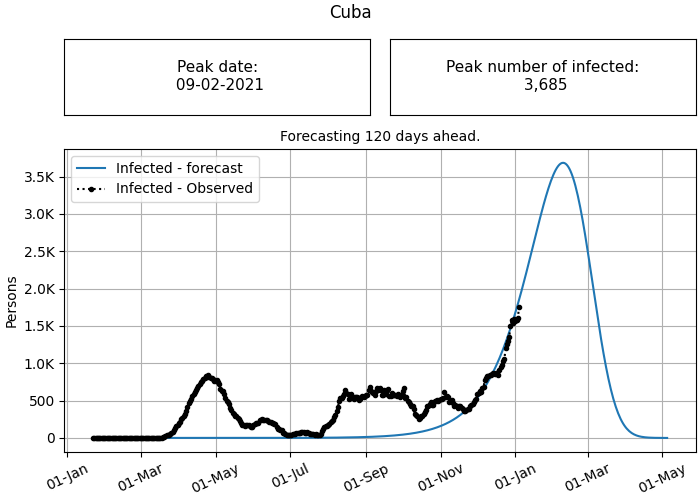 Cuba
Peak date:
09-02-2021
Peak number of infected:
3,685
Forecasting 120 days ahead.
Infected - forecast
Infected - Observed
3.5K
3.0K
2.5K
2.0K
1.5K
1.0K
500
0
Persons
01-Jan
01-Mar
01-May
01-Jul
01-Sep
01-Nov
01-Jan
01-Mar
01-May